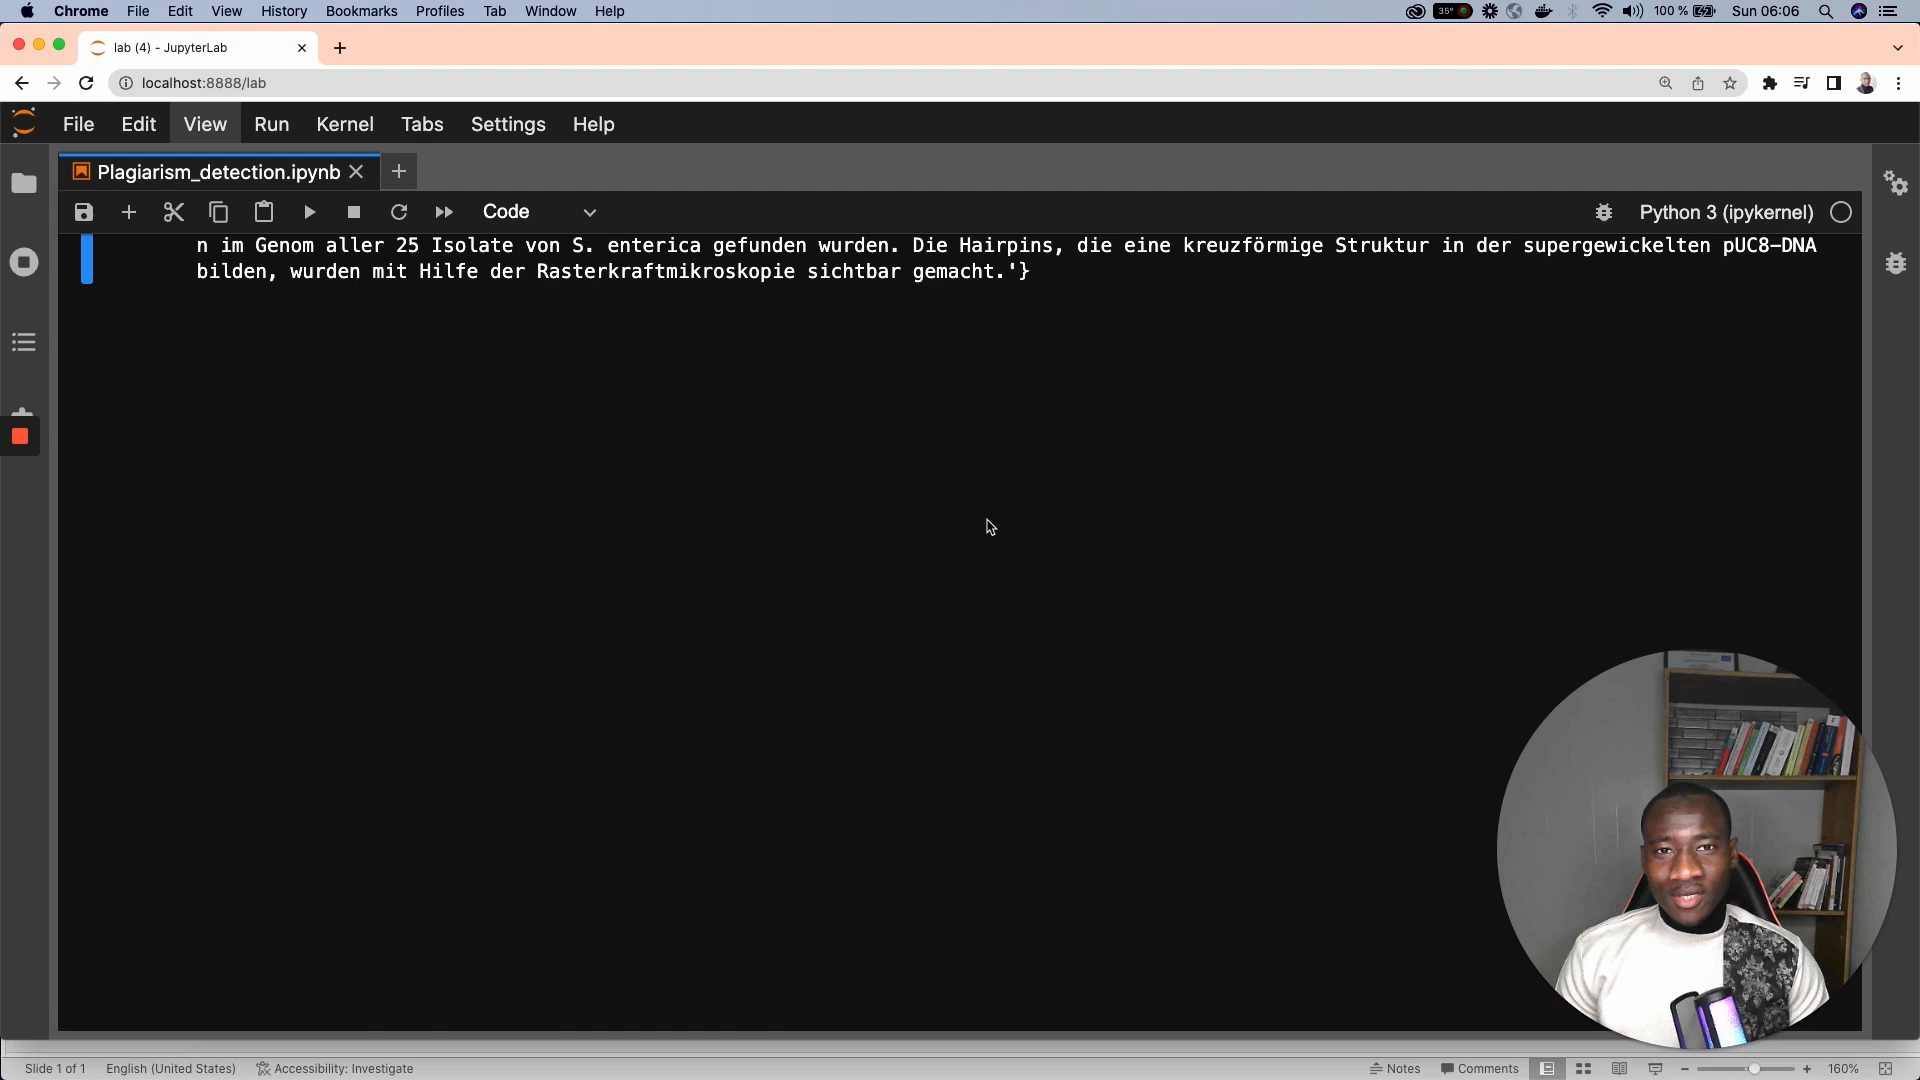 Chrome File Edit View History Bookmarks Profiles Tab Window Help
35° 100 % Sun 06:06
lab (4) - JupyterLab
localhost:8888/lab
File Edit View Run Kernel Tabs Settings Help
Plagiarism_detection.ipynb
Code Python 3 (ipykernel)
n im Genom aller 25 Isolate von S. enterica gefunden wurden. Die Hairpins, die eine kreuzförmige Struktur in der supergewickelten pUC8-DNA
bilden, wurden mit Hilfe der Rasterkraftmikroskopie sichtbar gemacht.'}
Slide 1 of 1 English (United States) Accessibility: Investigate Notes Comments 160%